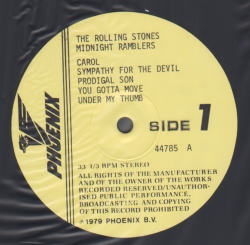 THE ROLLING STONES
MIDNIGHT RAMBLERS
CAROL
SYMPATHY FOR THE DEVIL
PRODIGAL SON
YOU GOTTA MOVE
UNDER MY THUMB
PHOENIX
SIDE 1
44785 A
33 1/3 RPM STEREO
ALL RIGHTS OF THE MANUFACTURER
AND OF THE OWNER OF THE WORKS
RECORDED RESERVED/UNAUTHOR-
ISED PUBLIC PERFORMANCE,
BROADCASTING AND COPYING
OF THIS RECORD PROHIBITED
℗ 1979 PHOENIX B.V.